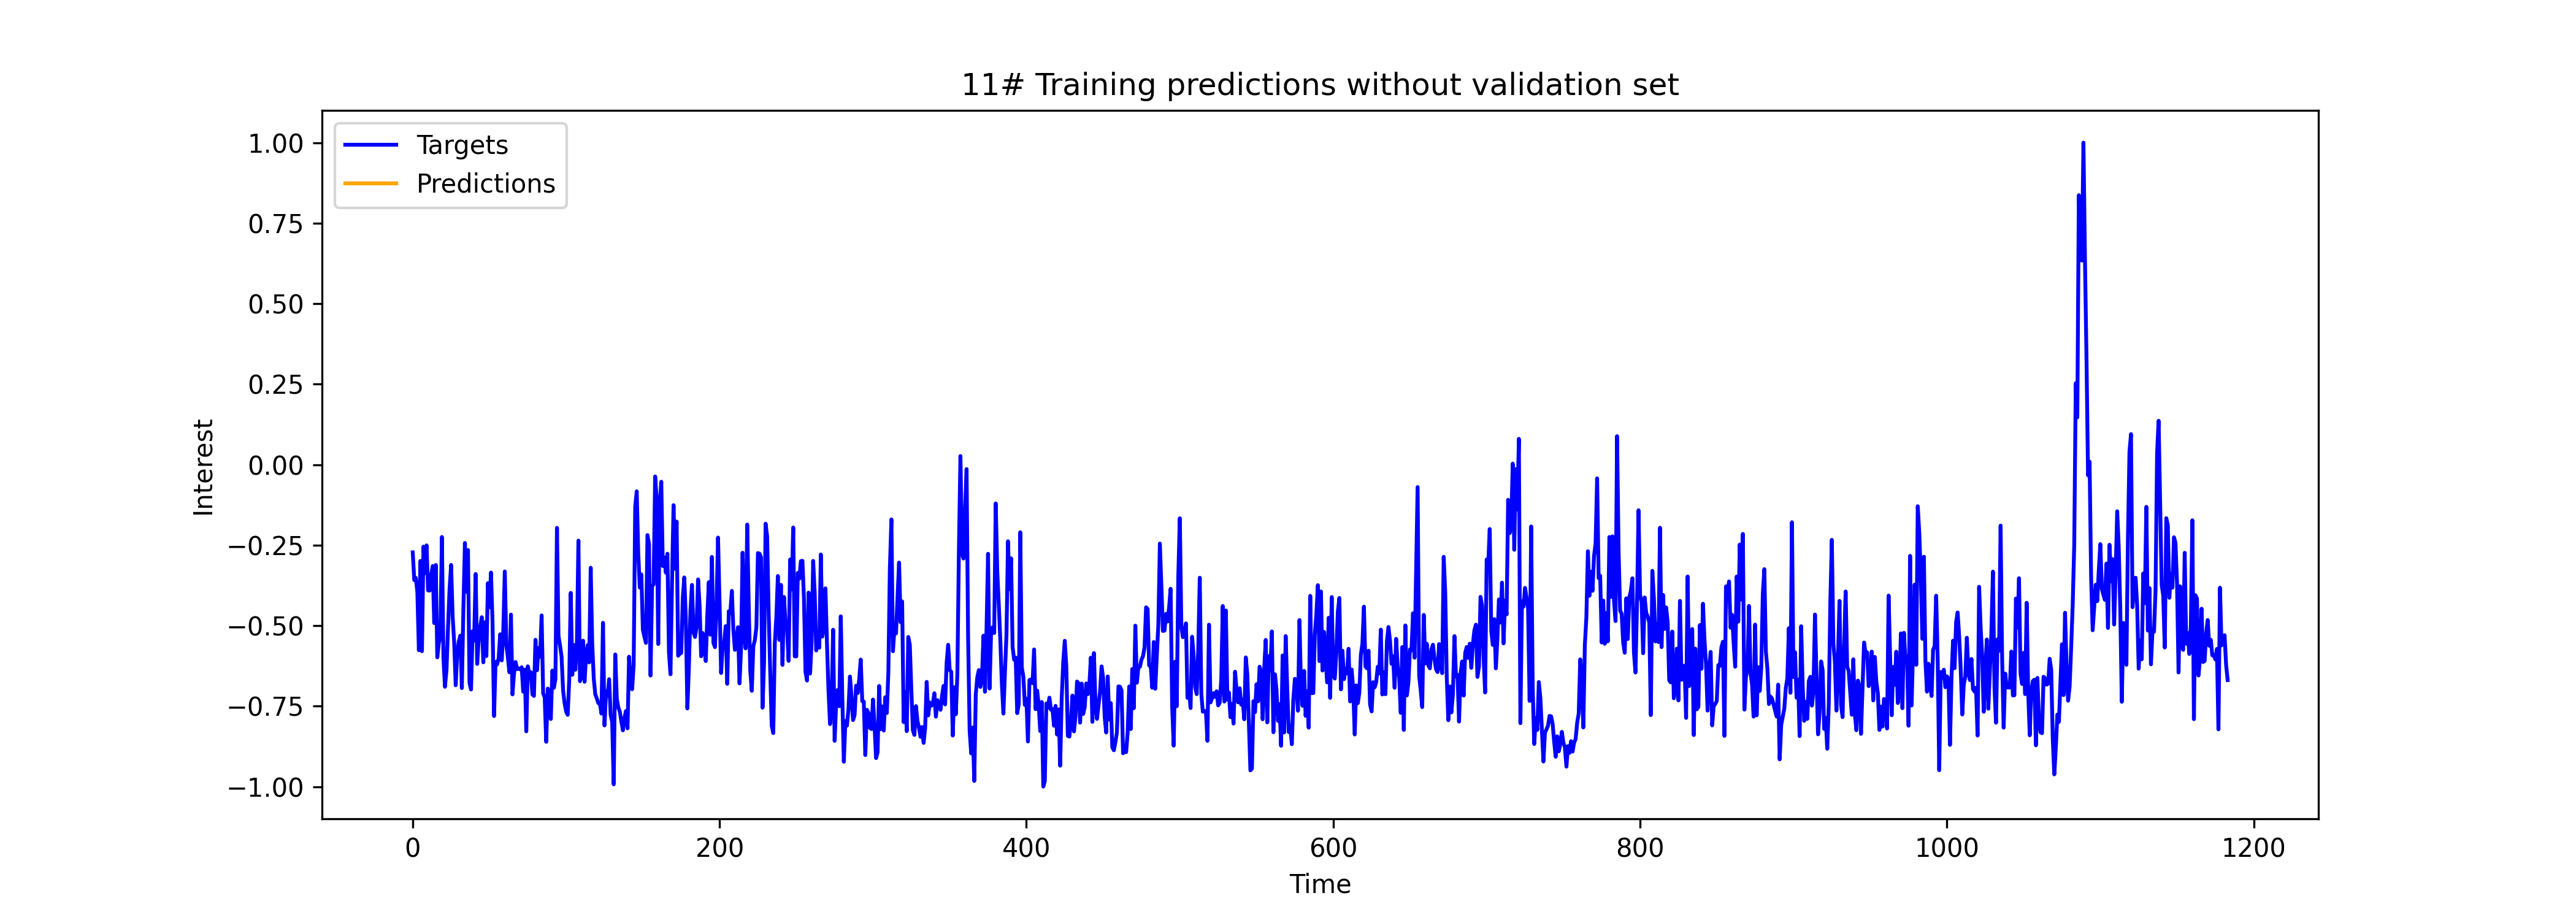 11# Training predictions without validation set
Targets
Predictions
1.00
0.75
0.50
0.25
0.00
−0.25
−0.50
−0.75
−1.00
Interest
0 200 400 600 800 1000 1200
Time